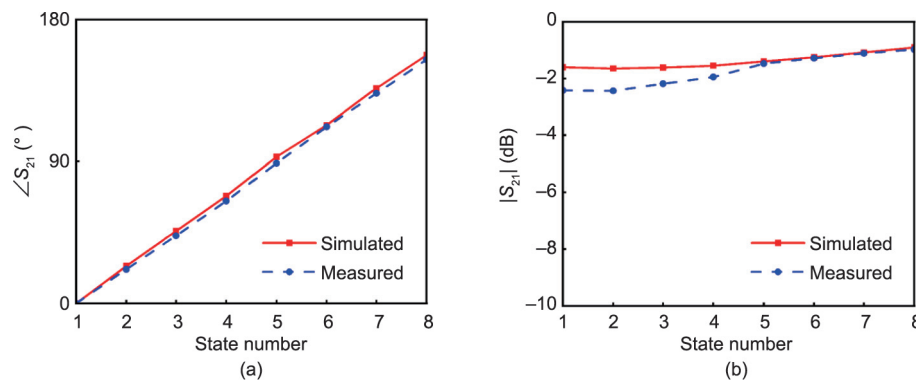 180
90
0
∠S21 (°)
Simulated
Measured
1 2 3 4 5 6 7 8
State number
(a)
0
−2
−4
−6
−8
−10
|S21| (dB)
Simulated
Measured
1 2 3 4 5 6 7 8
State number
(b)